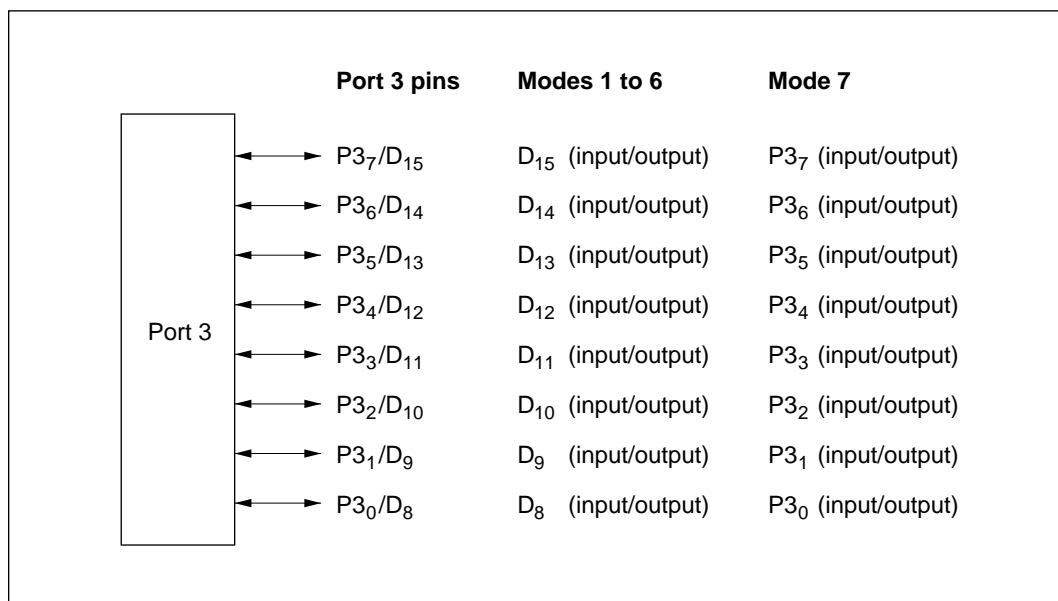 Port 3 pins Modes 1 to 6 Mode 7
P3₇/D₁₅ D₁₅ (input/output) P3₇ (input/output)
P3₆/D₁₄ D₁₄ (input/output) P3₆ (input/output)
P3₅/D₁₃ D₁₃ (input/output) P3₅ (input/output)
P3₄/D₁₂ D₁₂ (input/output) P3₄ (input/output)
Port 3
P3₃/D₁₁ D₁₁ (input/output) P3₃ (input/output)
P3₂/D₁₀ D₁₀ (input/output) P3₂ (input/output)
P3₁/D₉ D₉ (input/output) P3₁ (input/output)
P3₀/D₈ D₈ (input/output) P3₀ (input/output)